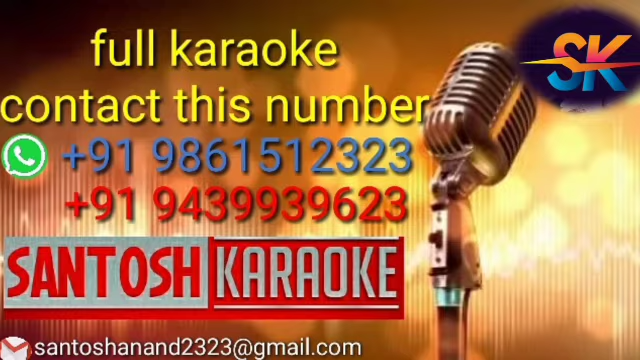 SK
full karaoke
contact this number
+91 9861512323
+91 9439939623
SANTOSH KARAOKE
santoshanand2323@gmail.com